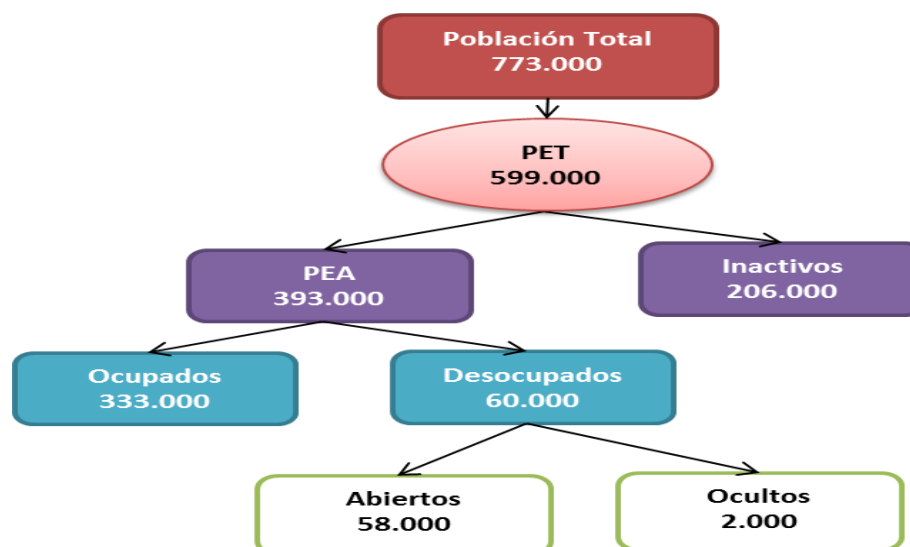 Población Total
773.000
PET
599.000
PEA
393.000
Inactivos
206.000
Ocupados
333.000
Desocupados
60.000
Abiertos
58.000
Ocultos
2.000